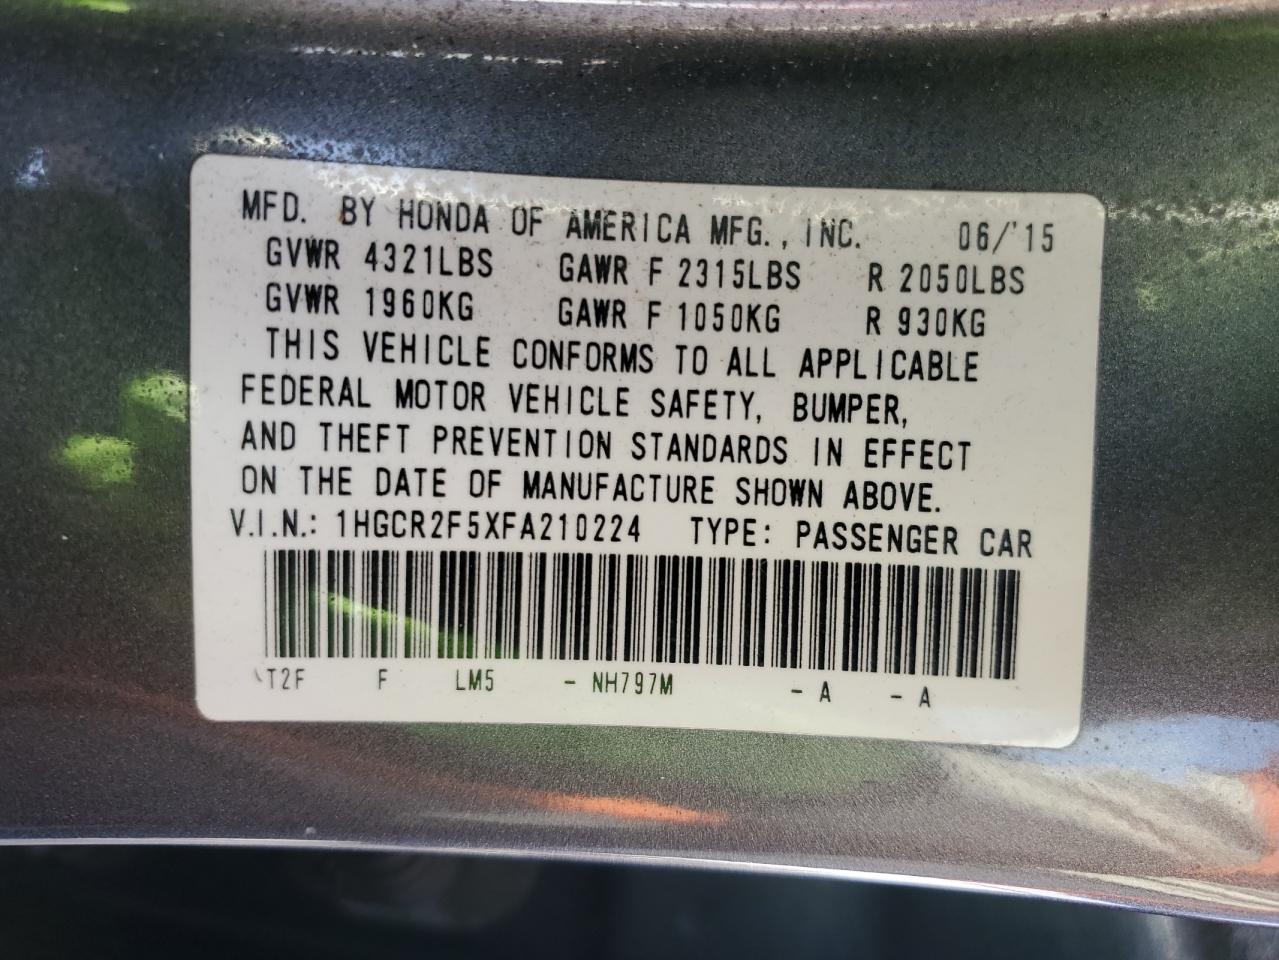 MFD. BY HONDA OF AMERICA MFG., INC. 06/'15
GVWR 4321LBS GAWR F 2315LBS R 2050LBS
GVWR 1960KG GAWR F 1050KG R 930KG
THIS VEHICLE CONFORMS TO ALL APPLICABLE
FEDERAL MOTOR VEHICLE SAFETY, BUMPER,
AND THEFT PREVENTION STANDARDS IN EFFECT
ON THE DATE OF MANUFACTURE SHOWN ABOVE.
V.I.N.: 1HGCR2F5XFA210224 TYPE: PASSENGER CAR
T2F F LM5 - NH797M - A - A